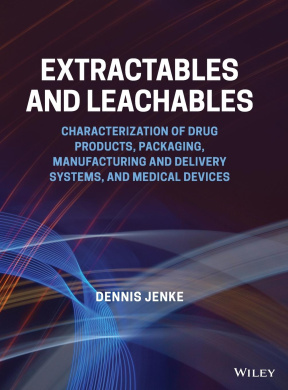 EXTRACTABLES
AND LEACHABLES
CHARACTERIZATION OF DRUG
PRODUCTS, PACKAGING,
MANUFACTURING AND DELIVERY
SYSTEMS, AND MEDICAL DEVICES
DENNIS JENKE
WILEY